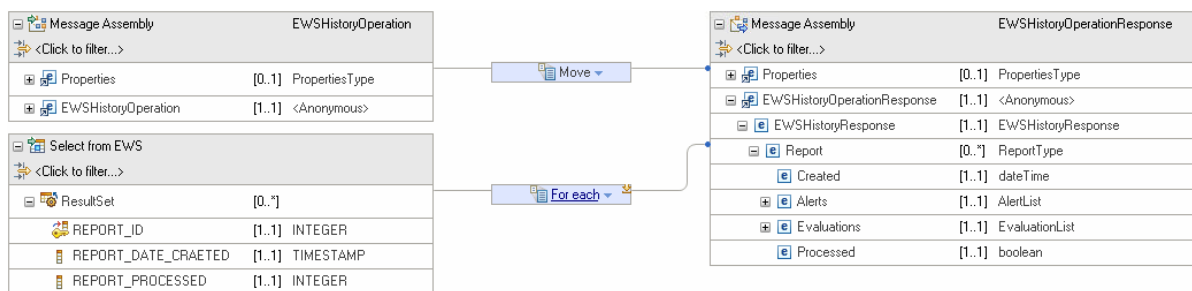 Message Assembly EWSHistoryOperation
<Click to filter...>
Properties [0..1] PropertiesType
EWSHistoryOperation [1..1] <Anonymous>
Select from EWS
<Click to filter...>
ResultSet [0..*]
REPORT_ID [1..1] INTEGER
REPORT_DATE_CRAETED [1..1] TIMESTAMP
REPORT_PROCESSED [1..1] INTEGER
Move
For each
Message Assembly EWSHistoryOperationResponse
<Click to filter...>
Properties [0..1] PropertiesType
EWSHistoryOperationResponse [1..1] <Anonymous>
EWSHistoryResponse [1..1] EWSHistoryResponse
Report [0..*] ReportType
Created [1..1] dateTime
Alerts [1..1] AlertList
Evaluations [1..1] EvaluationList
Processed [1..1] boolean